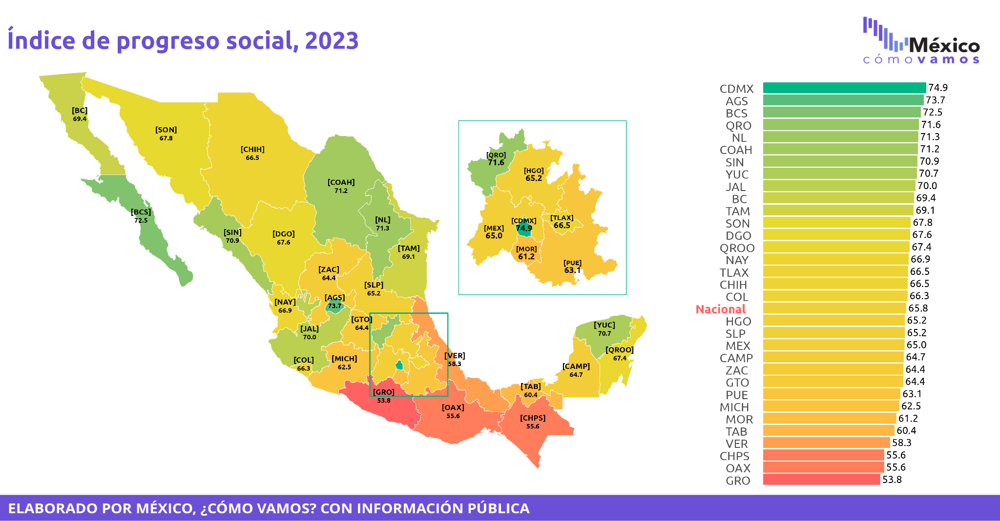 Índice de progreso social, 2023
México
cómovamos
[BC]
69.4
[SON]
67.8
[CHIH]
66.5
[COAH]
71.2
[BCS]
72.5
[SIN]
70.9
[DGO]
67.6
[NL]
71.3
[TAM]
69.1
[ZAC]
64.4
[SLP]
65.2
[AGS]
73.7
[NAY]
66.9
[GTO]
64.4
[JAL]
70.0
[COL]
66.3
[MICH]
62.5
[VER]
58.3
[GRO]
53.8
[OAX]
55.6
[TAB]
60.4
[CHPS]
55.6
[CAMP]
64.7
[YUC]
70.7
[QROO]
67.4
[QRO]
71.6
[HGO]
65.2
[MEX]
65.0
[CDMX]
74.9
[TLAX]
66.5
[MOR]
61.2
[PUE]
63.1
CDMX 74.9
AGS 73.7
BCS 72.5
QRO 71.6
NL 71.3
COAH 71.2
SIN 70.9
YUC 70.7
JAL 70.0
BC 69.4
TAM 69.1
SON 67.8
DGO 67.6
QROO 67.4
NAY 66.9
TLAX 66.5
CHIH 66.5
COL 66.3
Nacional 65.8
HGO 65.2
SLP 65.2
MEX 65.0
CAMP 64.7
ZAC 64.4
GTO 64.4
PUE 63.1
MICH 62.5
MOR 61.2
TAB 60.4
VER 58.3
CHPS 55.6
OAX 55.6
GRO 53.8
ELABORADO POR MÉXICO, ¿CÓMO VAMOS? CON INFORMACIÓN PÚBLICA